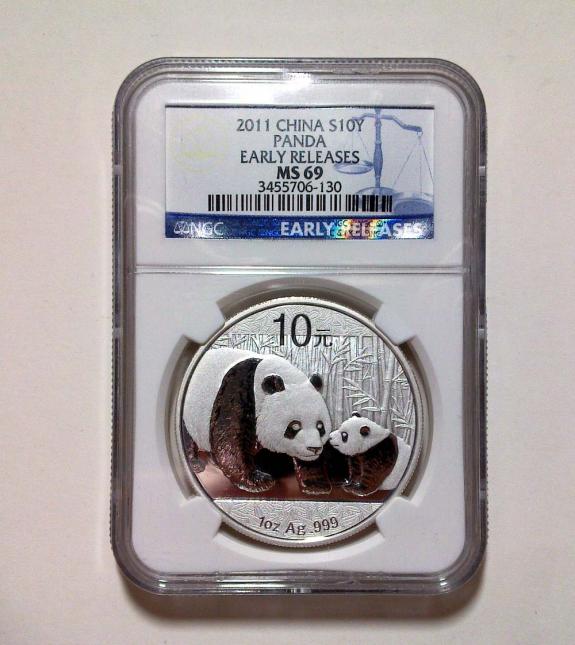 2011 CHINA S10Y
PANDA
EARLY RELEASES
MS 69
3455706-130
NGC EARLY RELEASES
10元
1oz Ag .999